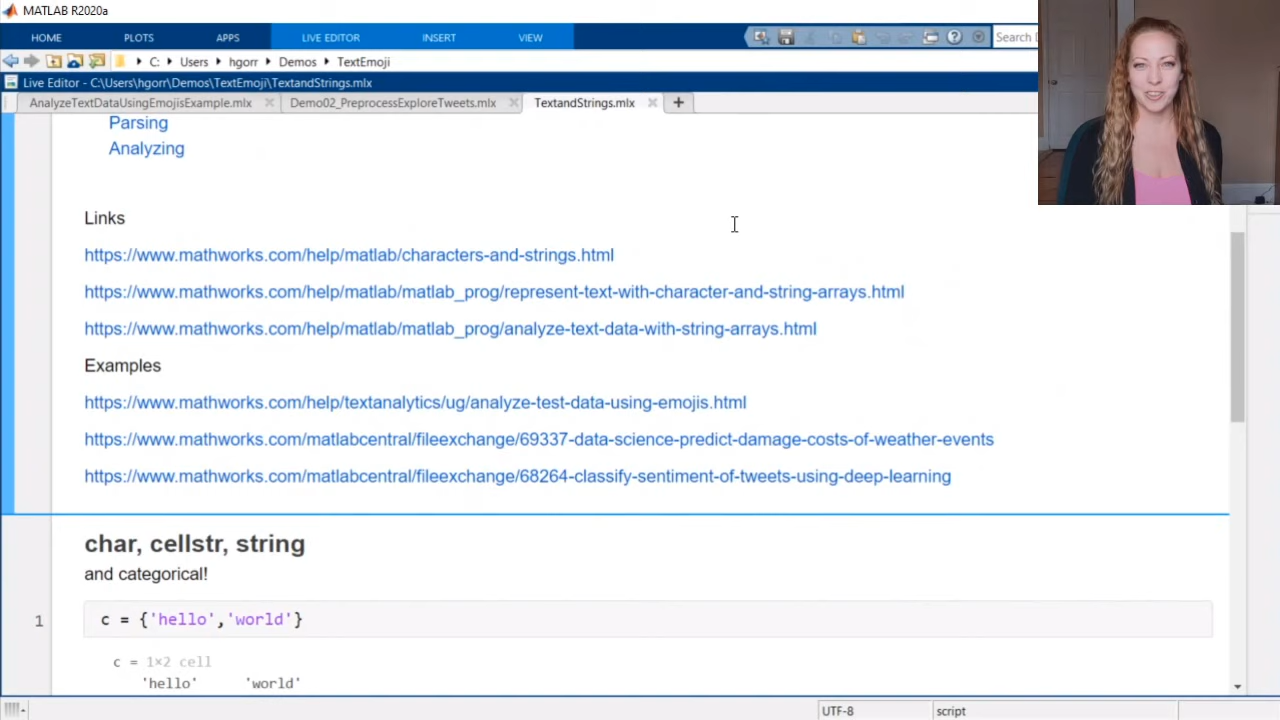 MATLAB R2020a
HOME PLOTS APPS LIVE EDITOR INSERT VIEW Search
C: Users hgorr Demos TextEmoji
Live Editor - C:\Users\hgorr\Demos\TextEmoji\TextandStrings.mlx
AnalyzeTextDataUsingEmojisExample.mlx Demo02_PreprocessExploreTweets.mlx TextandStrings.mlx
Parsing
Analyzing
Links
https://www.mathworks.com/help/matlab/characters-and-strings.html
https://www.mathworks.com/help/matlab/matlab_prog/represent-text-with-character-and-string-arrays.html
https://www.mathworks.com/help/matlab/matlab_prog/analyze-text-data-with-string-arrays.html
Examples
https://www.mathworks.com/help/textanalytics/ug/analyze-test-data-using-emojis.html
https://www.mathworks.com/matlabcentral/fileexchange/69337-data-science-predict-damage-costs-of-weather-events
https://www.mathworks.com/matlabcentral/fileexchange/68264-classify-sentiment-of-tweets-using-deep-learning
char, cellstr, string
and categorical!
1 c = {'hello','world'}
c = 1×2 cell
'hello' 'world'
UTF-8 script